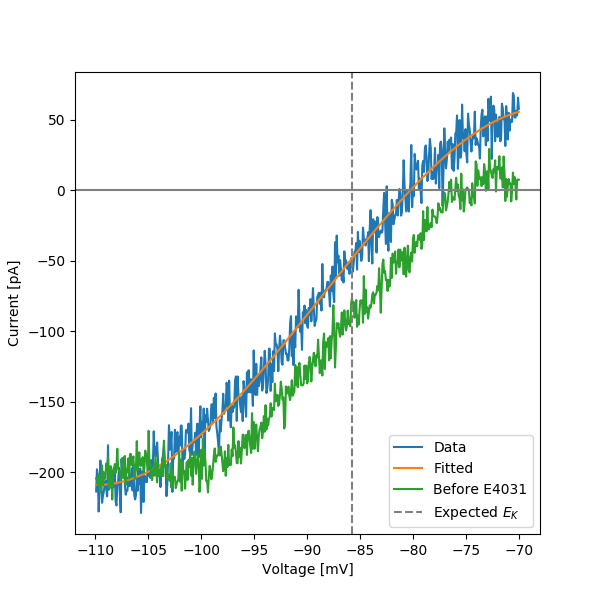 50
0
−50
−100
−150
−200
Current [pA]
−110 −105 −100 −95 −90 −85 −80 −75 −70
Voltage [mV]
Data
Fitted
Before E4031
Expected E_K